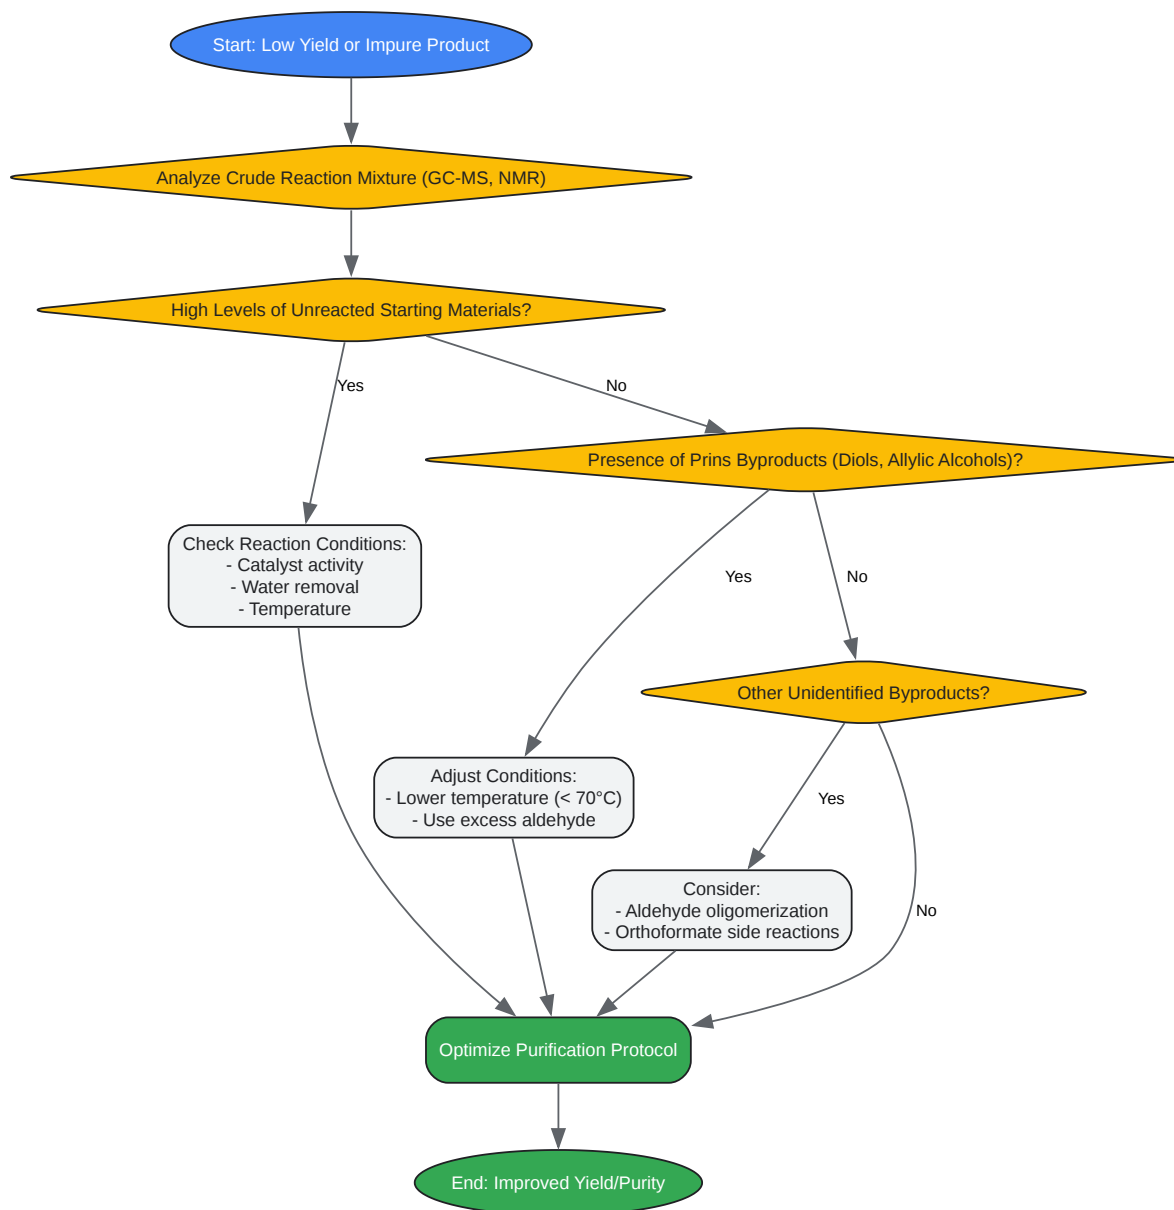 Start: Low Yield or Impure Product
Analyze Crude Reaction Mixture (GC-MS, NMR)
High Levels of Unreacted Starting Materials?
Yes
No
Presence of Prins Byproducts (Diols, Allylic Alcohols)?
Check Reaction Conditions:
- Catalyst activity
- Water removal
- Temperature
Yes
No
Other Unidentified Byproducts?
Adjust Conditions:
- Lower temperature (< 70°C)
- Use excess aldehyde
Yes
Consider:
- Aldehyde oligomerization
- Orthoformate side reactions
No
Optimize Purification Protocol
End: Improved Yield/Purity